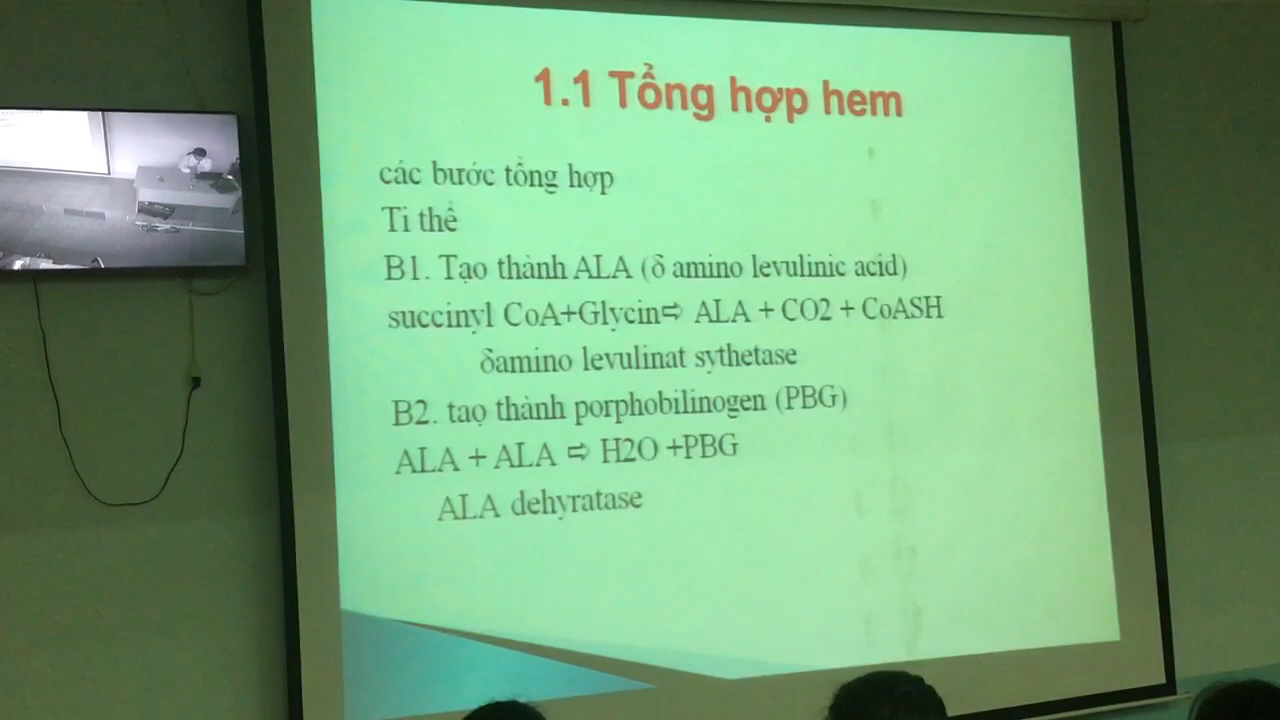 1.1 Tổng hợp hem
các bước tổng hợp
Ti thể
B1. Tạo thành ALA (δ amino levulinic acid)
succinyl CoA+Glycin⇨ ALA + CO2 + CoASH
δamino levulinat sythetase
B2. taọ thành porphobilinogen (PBG)
ALA + ALA ⇨ H2O +PBG
ALA dehyratase